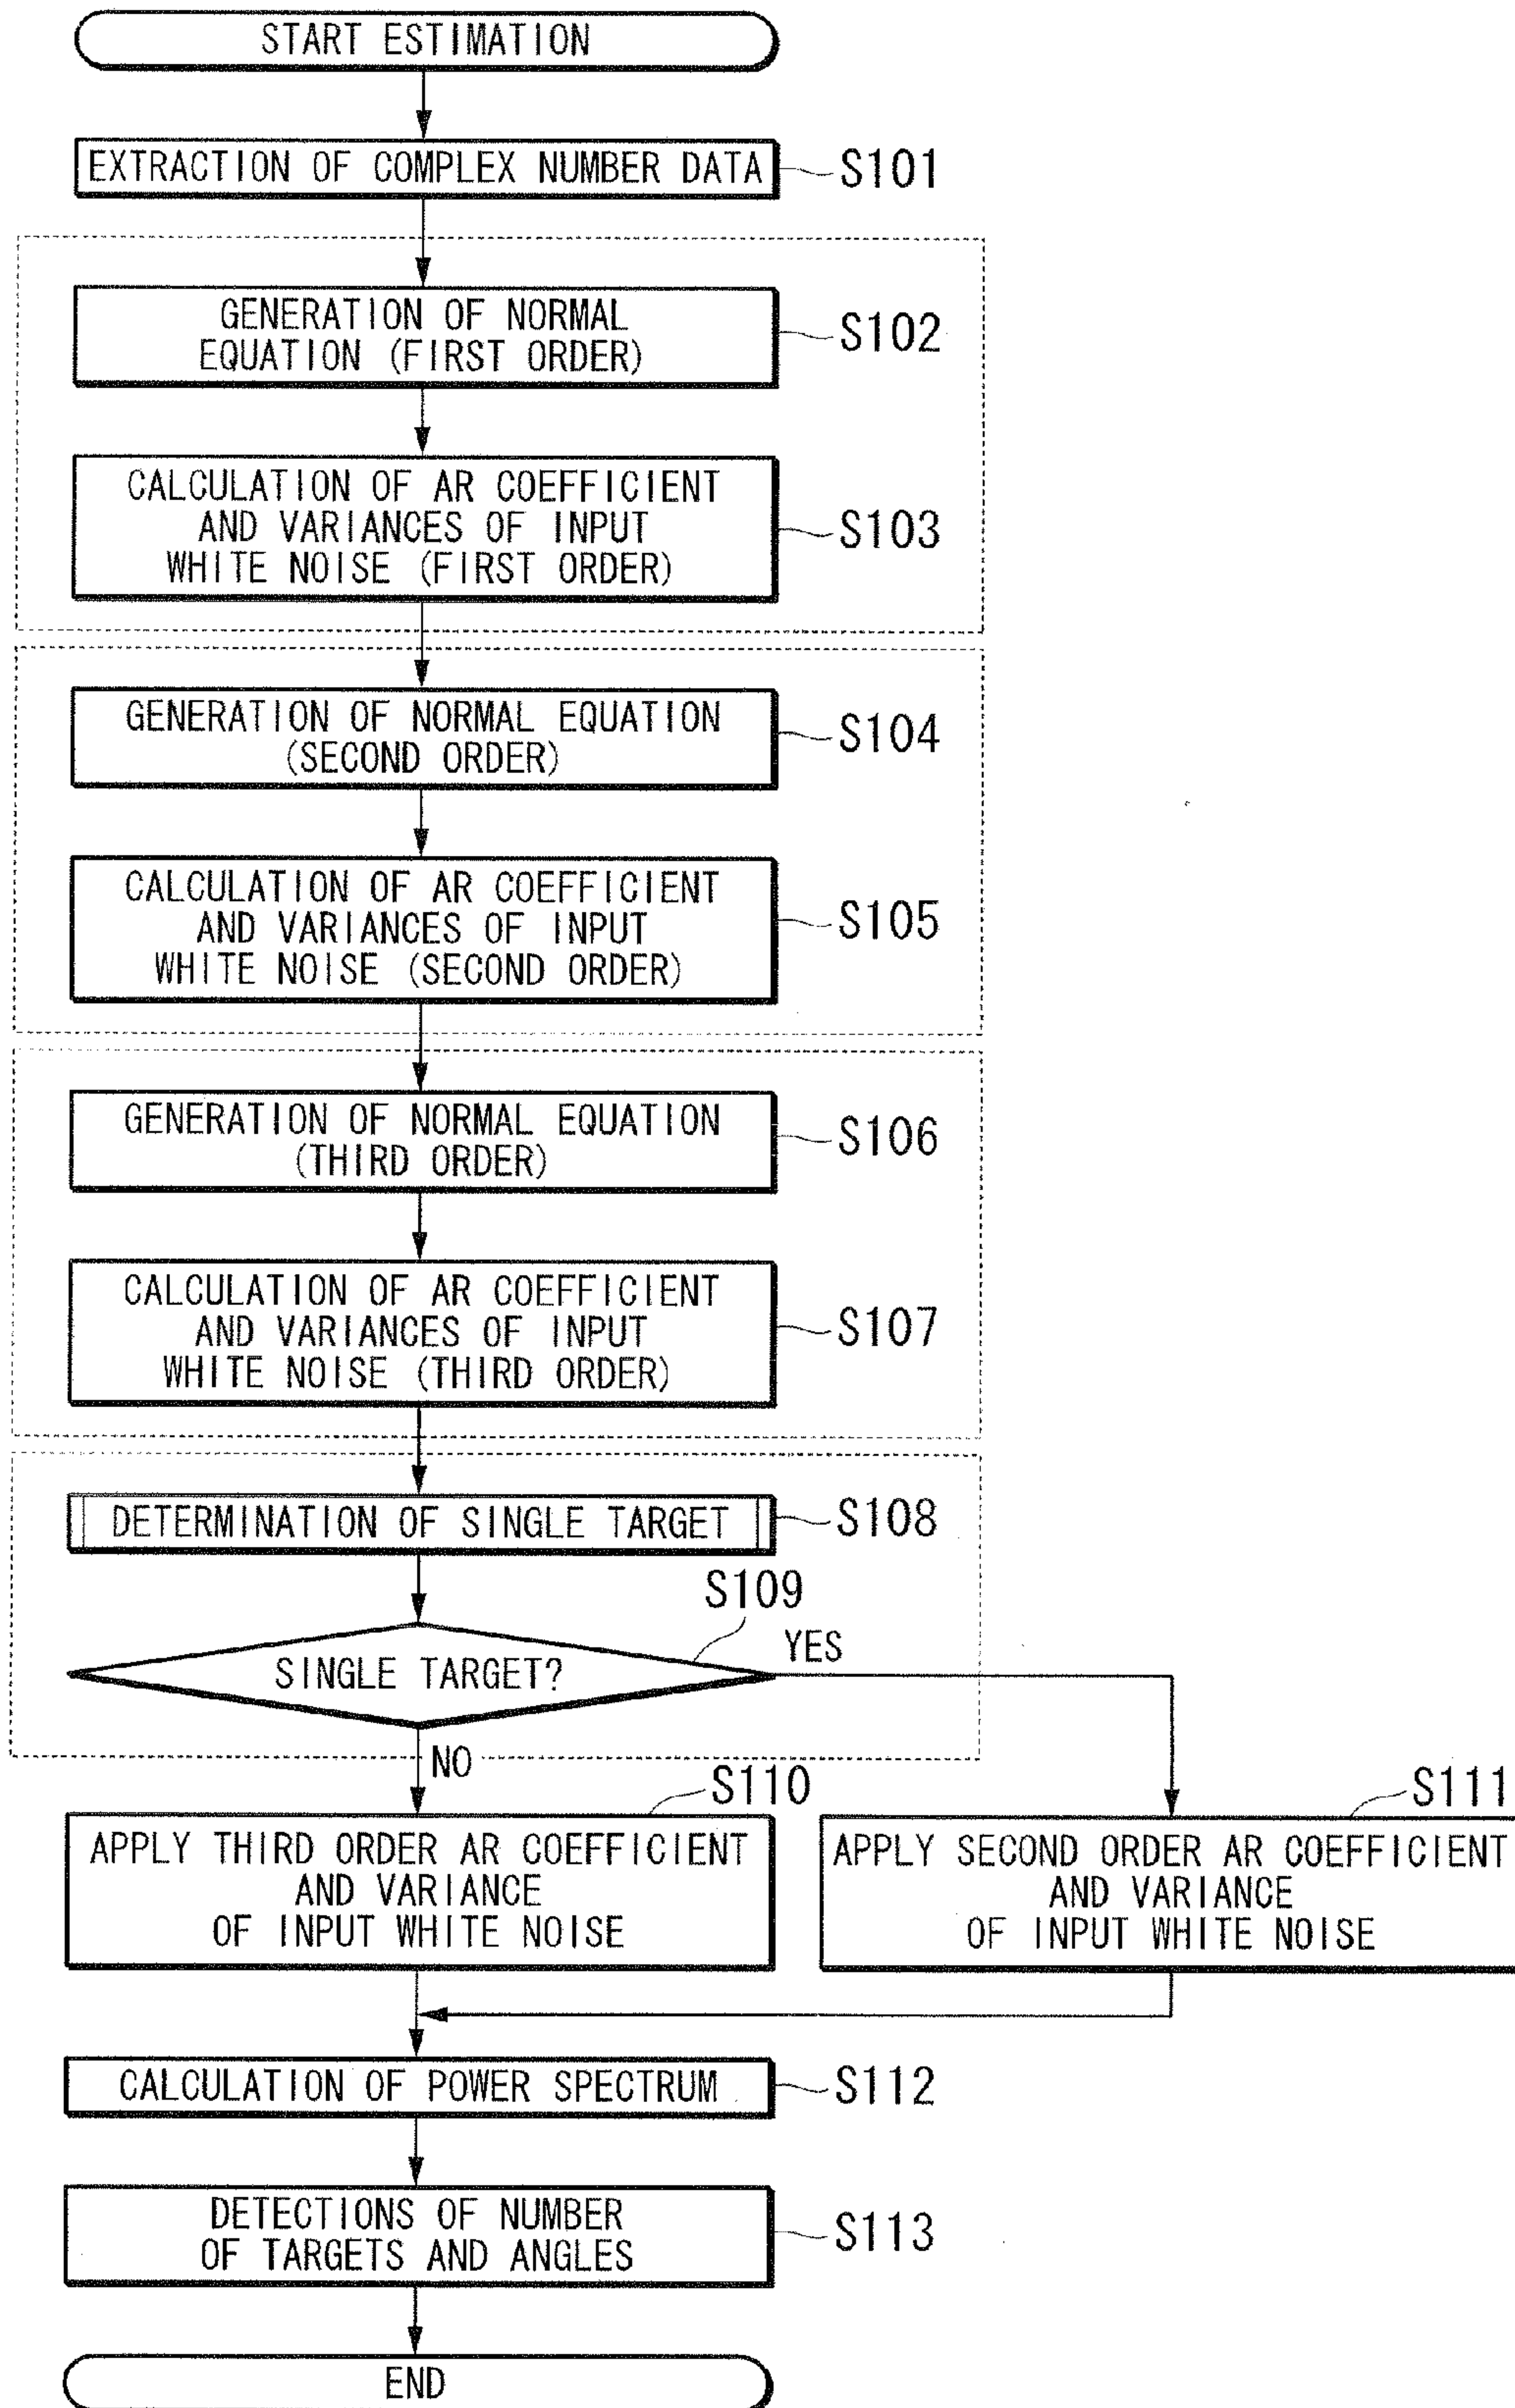 START ESTIMATION
EXTRACTION OF COMPLEX NUMBER DATA
S101
GENERATION OF NORMAL
EQUATION (FIRST ORDER)
S102
CALCULATION OF AR COEFFICIENT
AND VARIANCES OF INPUT
WHITE NOISE (FIRST ORDER)
S103
GENERATION OF NORMAL EQUATION
(SECOND ORDER)
S104
CALCULATION OF AR COEFFICIENT
AND VARIANCES OF INPUT
WHITE NOISE (SECOND ORDER)
S105
GENERATION OF NORMAL EQUATION
(THIRD ORDER)
S106
CALCULATION OF AR COEFFICIENT
AND VARIANCES OF INPUT
WHITE NOISE (THIRD ORDER)
S107
DETERMINATION OF SINGLE TARGET
S108
S109
SINGLE TARGET?
YES
NO
S110
APPLY THIRD ORDER AR COEFFICIENT
AND VARIANCE
OF INPUT WHITE NOISE
S111
APPLY SECOND ORDER AR COEFFICIENT
AND VARIANCE
OF INPUT WHITE NOISE
CALCULATION OF POWER SPECTRUM
S112
DETECTIONS OF NUMBER
OF TARGETS AND ANGLES
S113
END